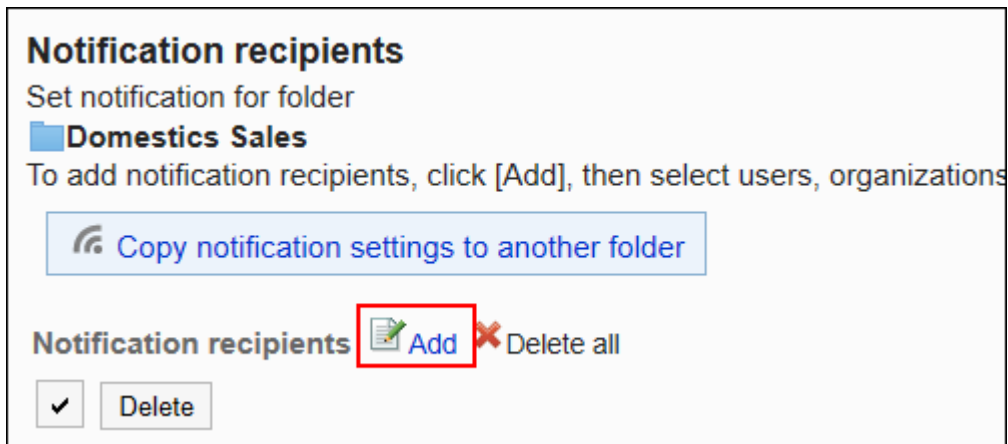 Notification recipients
Set notification for folder
Domestics Sales
To add notification recipients, click [Add], then select users, organizations
Copy notification settings to another folder
Notification recipients Add Delete all
Delete